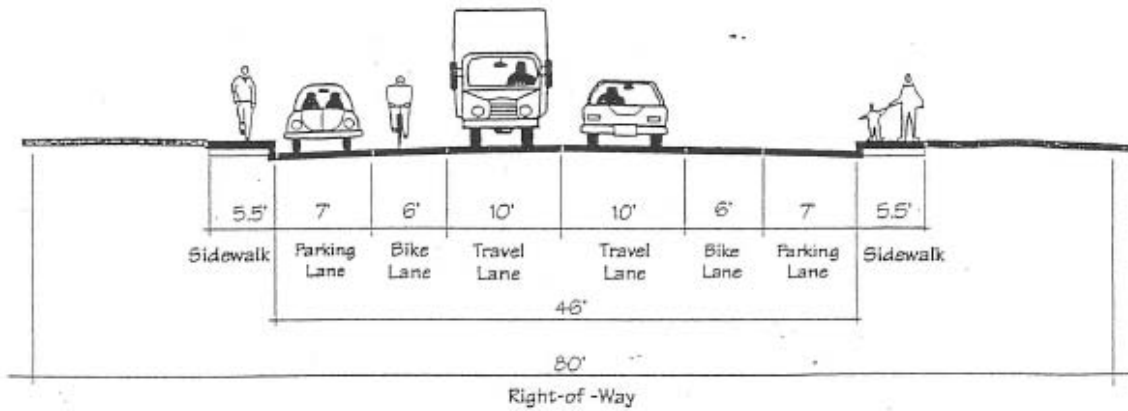 5.5' 7' 6' 10' 10' 6' 7' 5.5'
Sidewalk Parking Lane Bike Lane Travel Lane Travel Lane Bike Lane Parking Lane Sidewalk
46'
80'
Right-of-Way